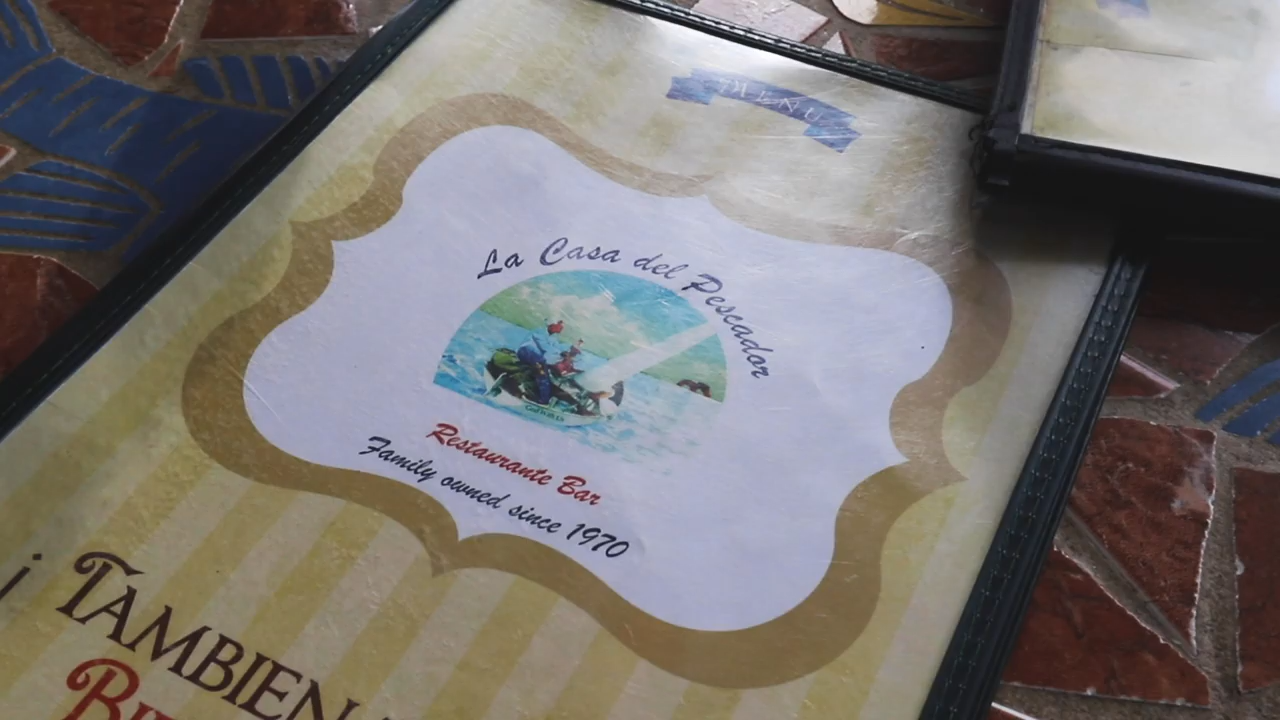 MENU
La Casa del Pescador
Restaurante Bar
Family owned since 1970
¡ TAMBIEN